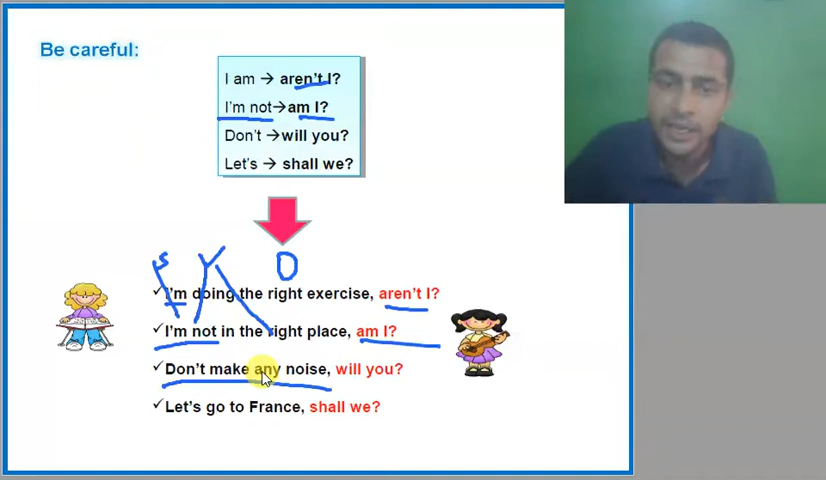 Be careful:
I am → aren't I?
I'm not→am I?
Don't →will you?
Let's → shall we?
S Y O
✓I'm doing the right exercise, aren't I?
✓I'm not in the right place, am I?
✓Don't make any noise, will you?
✓Let's go to France, shall we?